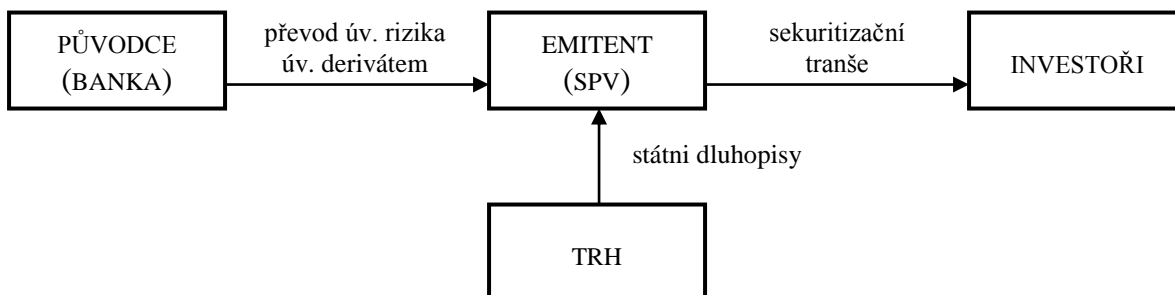 PŮVODCE
(BANKA)
převod úv. rizika
úv. derivátem
EMITENT
(SPV)
sekuritizační
tranše
INVESTOŘI
státni dluhopisy
TRH